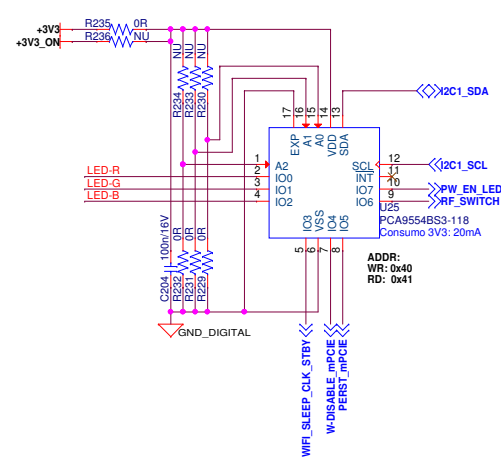 +3V3
R235 0R
+3V3_ON
R236 NU
NU NU NU
R234 R233 R230
17 16 15 14 13
I2C1_SDA
EXP A1 A0 VDD SDA
1 A2
SCL 12 I2C1_SCL
LED-R 2 IO0
INT 11
LED-G 3 IO1
IO7 10 PW_EN_LED
LED-B 4 IO2
IO6 9 RF_SWITCH
IO3 VSS IO4 IO5
U25
PCA9554BS3-118
Consumo 3V3: 20mA
5 6 7 8
100n/16V
0R 0R 0R
C204 R232 R231 R229
ADDR:
WR: 0x40
RD: 0x41
GND_DIGITAL
WIFI_SLEEP_CLK_STBY
W-DISABLE_mPCIE
PERST_mPCIE